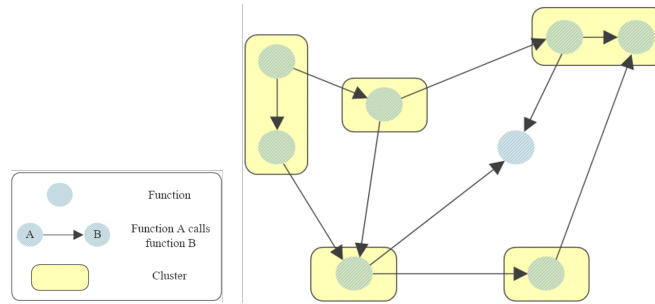 Function
A
B
Function A calls
function B
Cluster